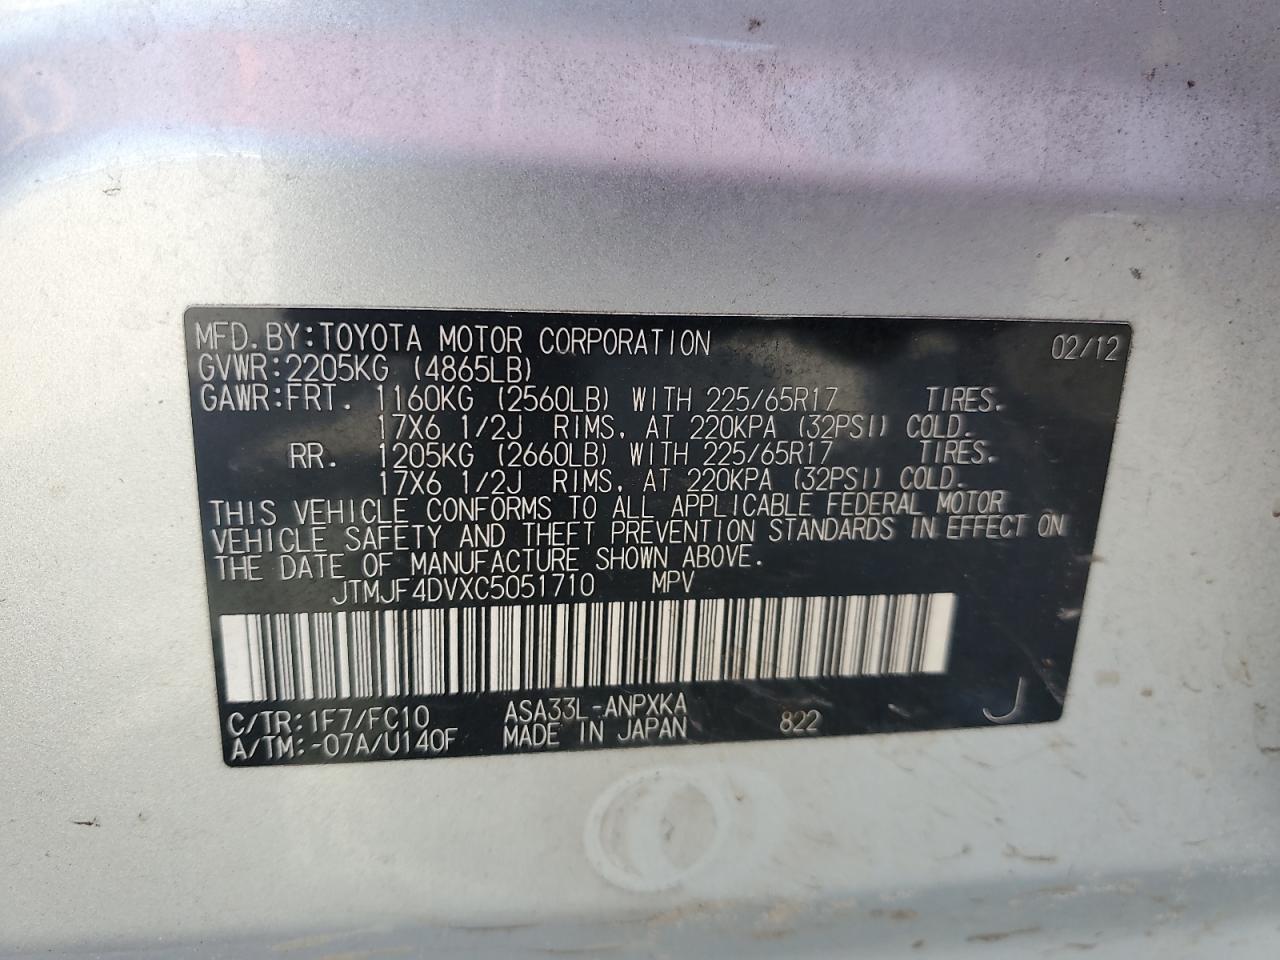 MFD. BY:TOYOTA MOTOR CORPORATION 02/12
GVWR:2205KG (4865LB)
GAWR:FRT. 1160KG (2560LB) WITH 225/65R17 TIRES.
17X6 1/2J RIMS, AT 220KPA (32PSI) COLD.
RR. 1205KG (2660LB) WITH 225/65R17 TIRES.
17X6 1/2J RIMS, AT 220KPA (32PSI) COLD.
THIS VEHICLE CONFORMS TO ALL APPLICABLE FEDERAL MOTOR
VEHICLE SAFETY AND THEFT PREVENTION STANDARDS IN EFFECT ON
THE DATE OF MANUFACTURE SHOWN ABOVE.
JTMJF4DVXC5051710 MPV
C/TR:1F7/FC10 ASA33L-ANPXKA 822 J
A/TM:-07A/U140F MADE IN JAPAN